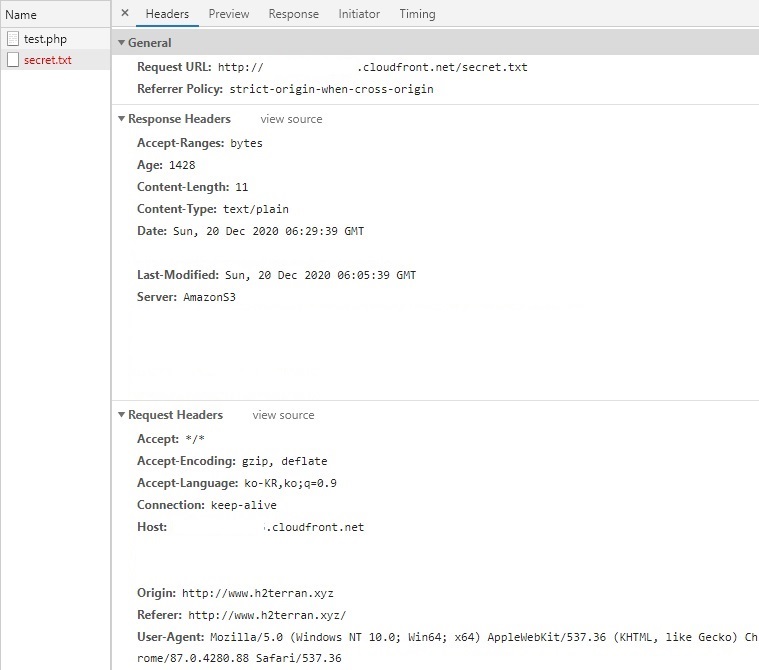 Name
× Headers Preview Response Initiator Timing
test.php
secret.txt
▼ General
Request URL: http:// .cloudfront.net/secret.txt
Referrer Policy: strict-origin-when-cross-origin
▼ Response Headers view source
Accept-Ranges: bytes
Age: 1428
Content-Length: 11
Content-Type: text/plain
Date: Sun, 20 Dec 2020 06:29:39 GMT
Last-Modified: Sun, 20 Dec 2020 06:05:39 GMT
Server: AmazonS3
▼ Request Headers view source
Accept: */*
Accept-Encoding: gzip, deflate
Accept-Language: ko-KR,ko;q=0.9
Connection: keep-alive
Host: .cloudfront.net
Origin: http://www.h2terran.xyz
Referer: http://www.h2terran.xyz/
User-Agent: Mozilla/5.0 (Windows NT 10.0; Win64; x64) AppleWebKit/537.36 (KHTML, like Gecko) Ch
rome/87.0.4280.88 Safari/537.36